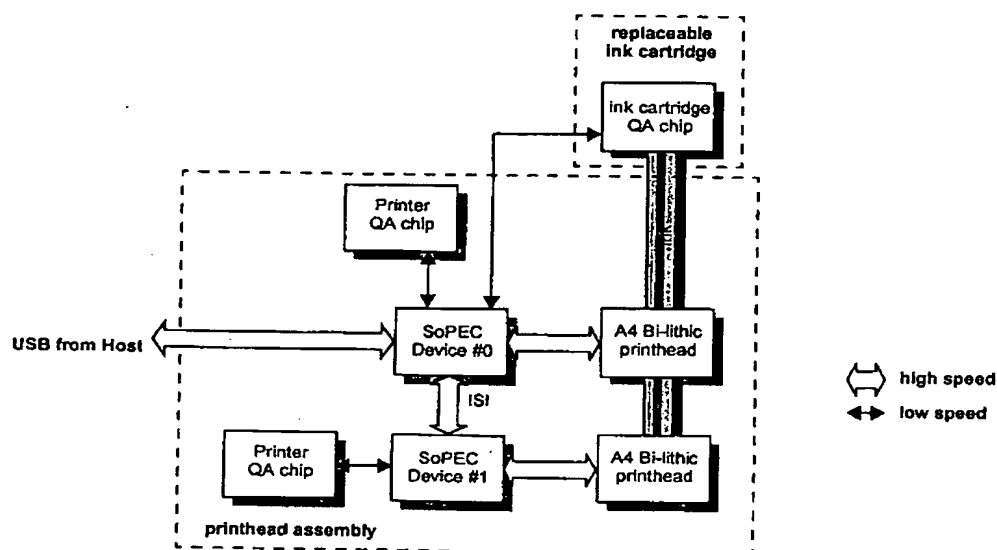 replaceable
ink cartridge
ink cartridge
QA chip
Printer
QA chip
USB from Host
SoPEC
Device #0
A4 Bi-lithic
printhead
high speed
low speed
ISI
Printer
QA chip
SoPEC
Device #1
A4 Bi-lithic
printhead
printhead assembly